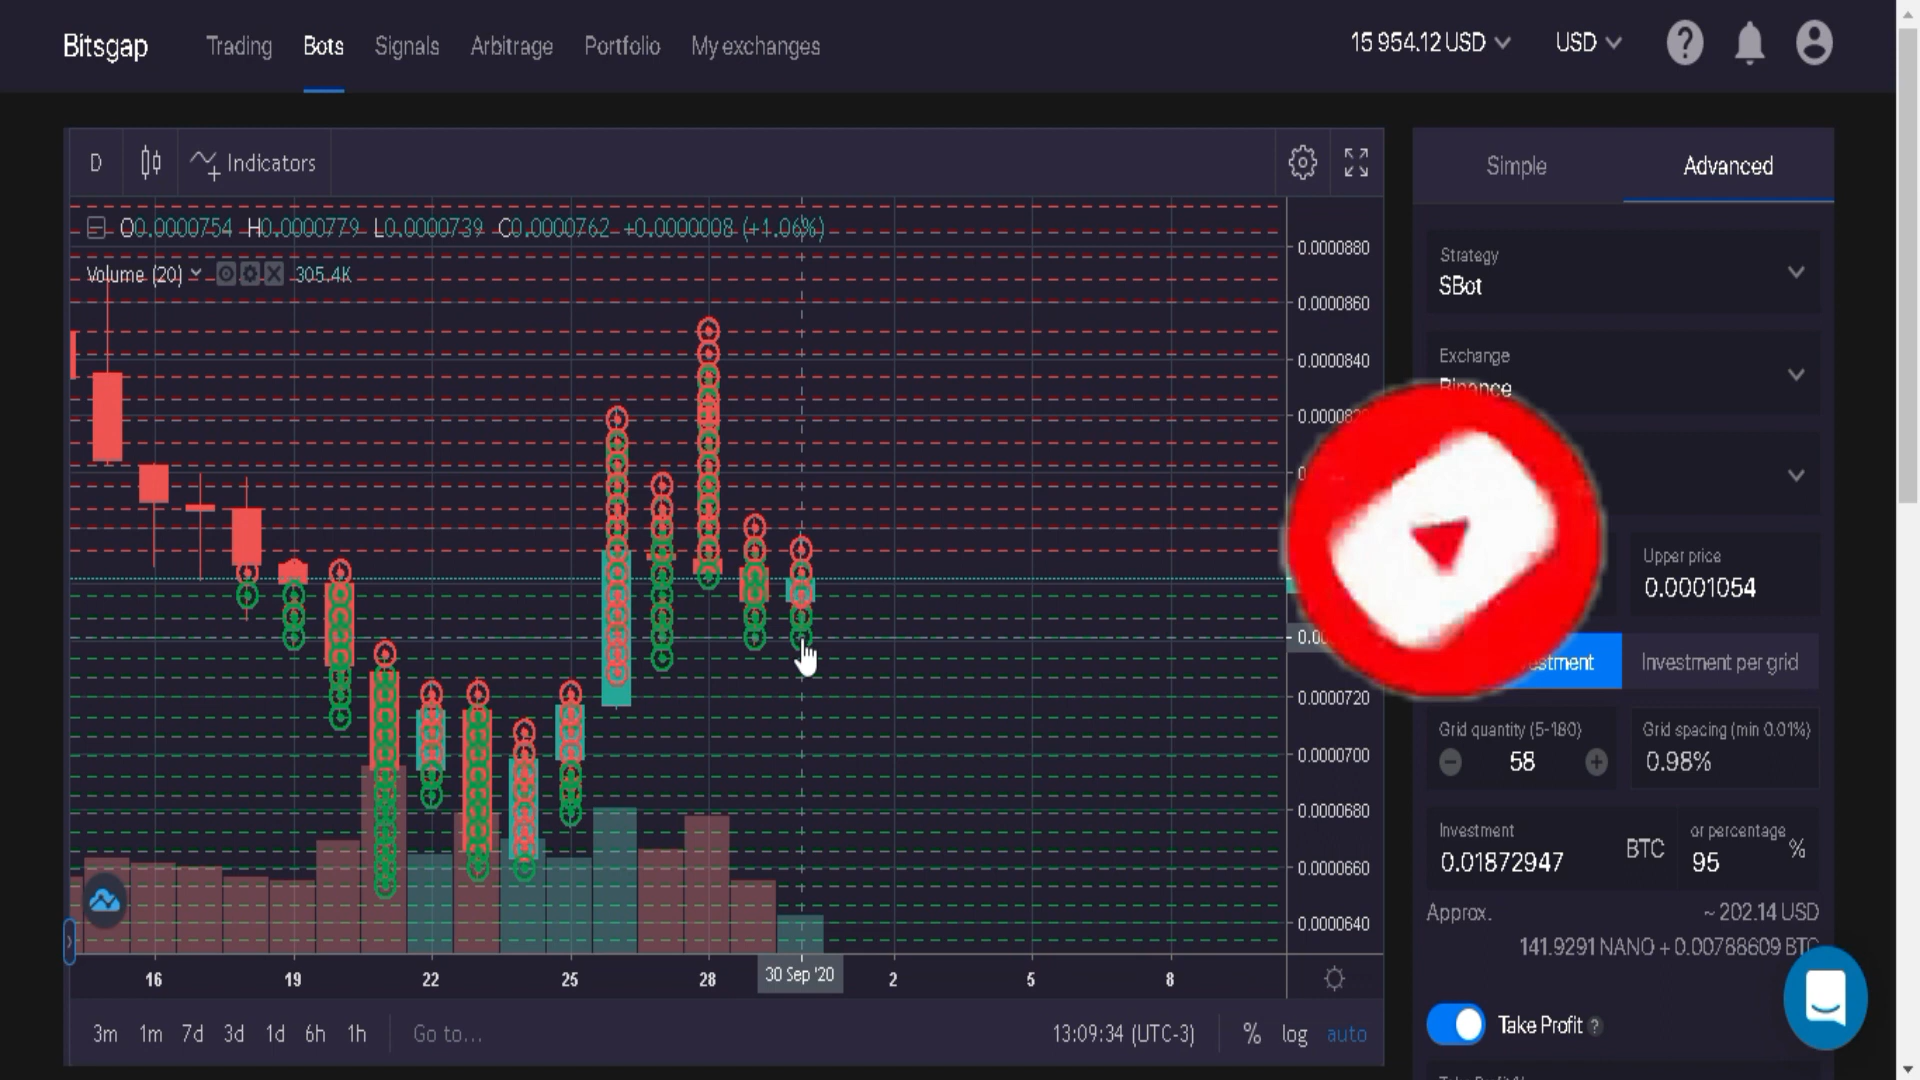 Bitsgap Trading Bots Signals Arbitrage Portfolio My exchanges 15 954.12 USD USD ?
D Indicators
Simple Advanced
O0.0000754 H0.0000779 L0.0000739 C0.0000762 +0.0000008 (+1.06%)
Volume (20) 305.4K
0.0000880
0.0000860
0.0000840
0.0000720
0.0000700
0.0000680
0.0000660
0.0000640
16 19 22 25 28 30 Sep '20 2 5 8
3m 1m 7d 3d 1d 6h 1h Go to... 13:09:34 (UTC-3) % log auto
Strategy
SBot
Exchange
Binance
Upper price
0.0001054
Investment per grid
Grid quantity (5-180) Grid spacing (min 0.01%)
58 0.98%
Investment or percentage
0.01872947 BTC 95 %
Approx. ~ 202.14 USD
141.9291 NANO + 0.00788609 BTC
Take Profit ?